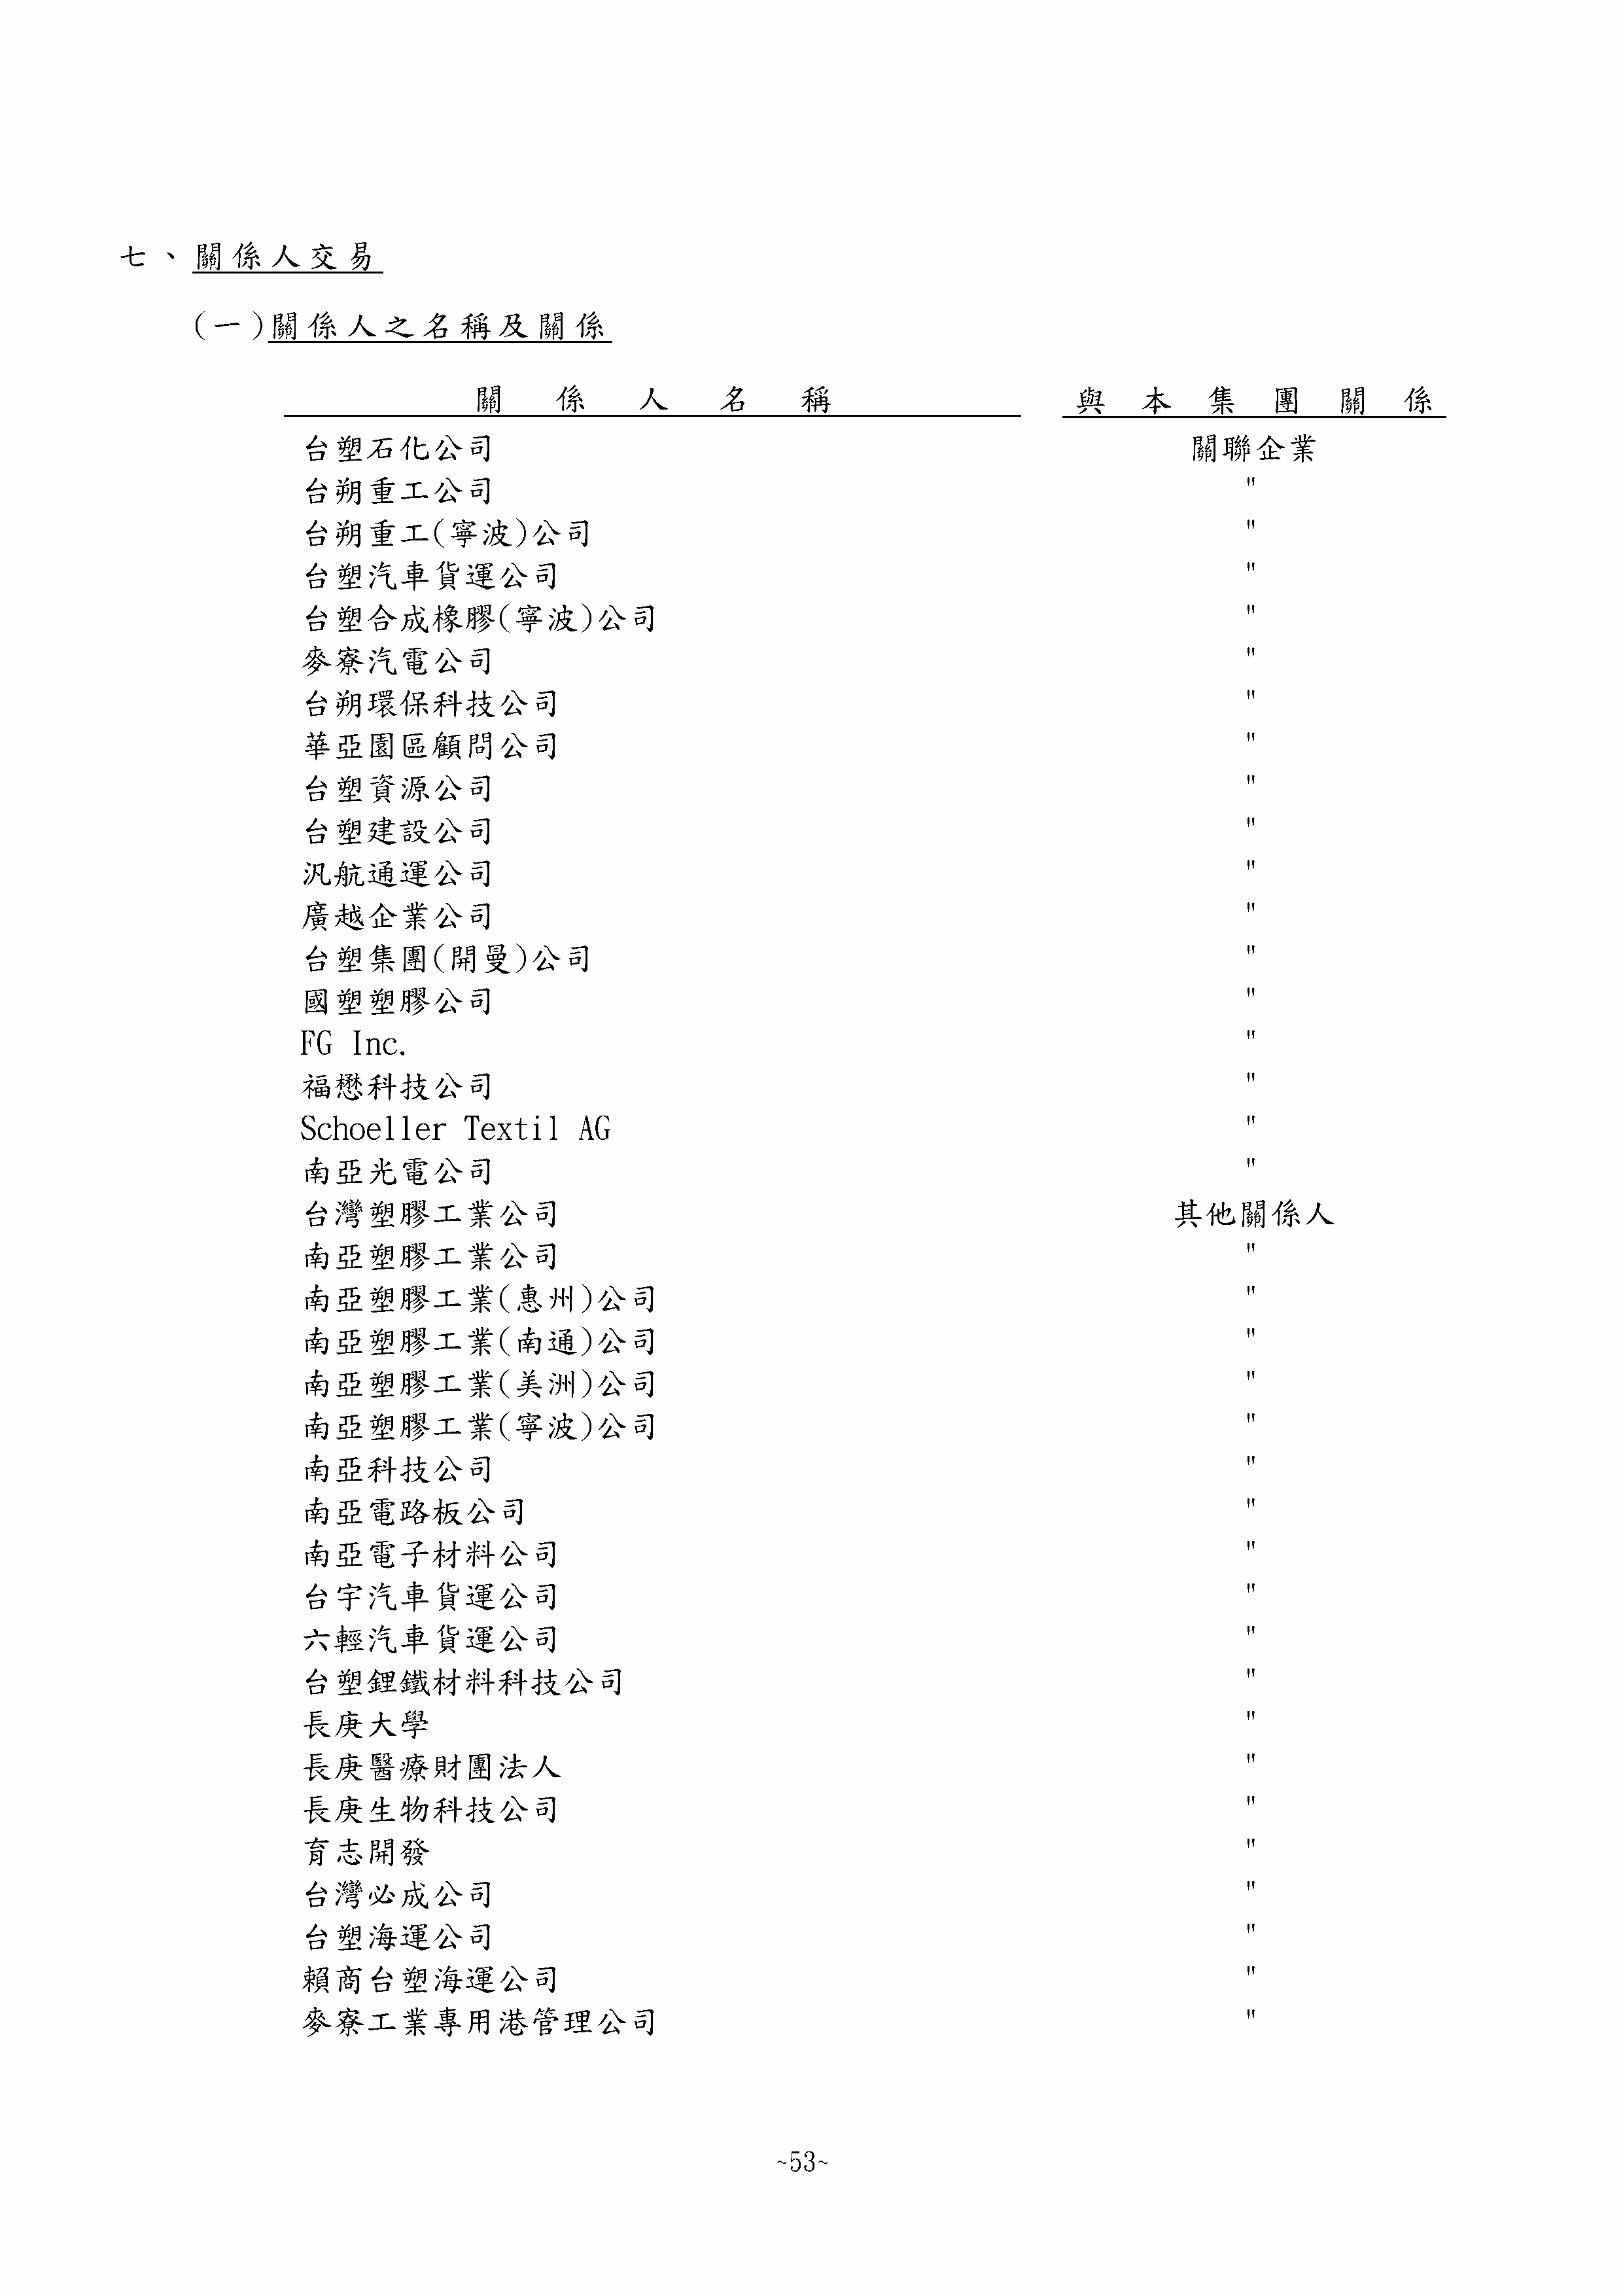 七、關係人交易
(一)關係人之名稱及關係
關係人名稱 與本集團關係
台塑石化公司 關聯企業
台朔重工公司 "
台朔重工(寧波)公司 "
台塑汽車貨運公司 "
台塑合成橡膠(寧波)公司 "
麥寮汽電公司 "
台朔環保科技公司 "
華亞園區顧問公司 "
台塑資源公司 "
台塑建設公司 "
汎航通運公司 "
廣越企業公司 "
台塑集團(開曼)公司 "
國塑塑膠公司 "
FG Inc. "
福懋科技公司 "
Schoeller Textil AG "
南亞光電公司 "
台灣塑膠工業公司 其他關係人
南亞塑膠工業公司 "
南亞塑膠工業(惠州)公司 "
南亞塑膠工業(南通)公司 "
南亞塑膠工業(美洲)公司 "
南亞塑膠工業(寧波)公司 "
南亞科技公司 "
南亞電路板公司 "
南亞電子材料公司 "
台宇汽車貨運公司 "
六輕汽車貨運公司 "
台塑鋰鐵材料科技公司 "
長庚大學 "
長庚醫療財團法人 "
長庚生物科技公司 "
育志開發 "
台灣必成公司 "
台塑海運公司 "
賴商台塑海運公司 "
麥寮工業專用港管理公司 "
~53~